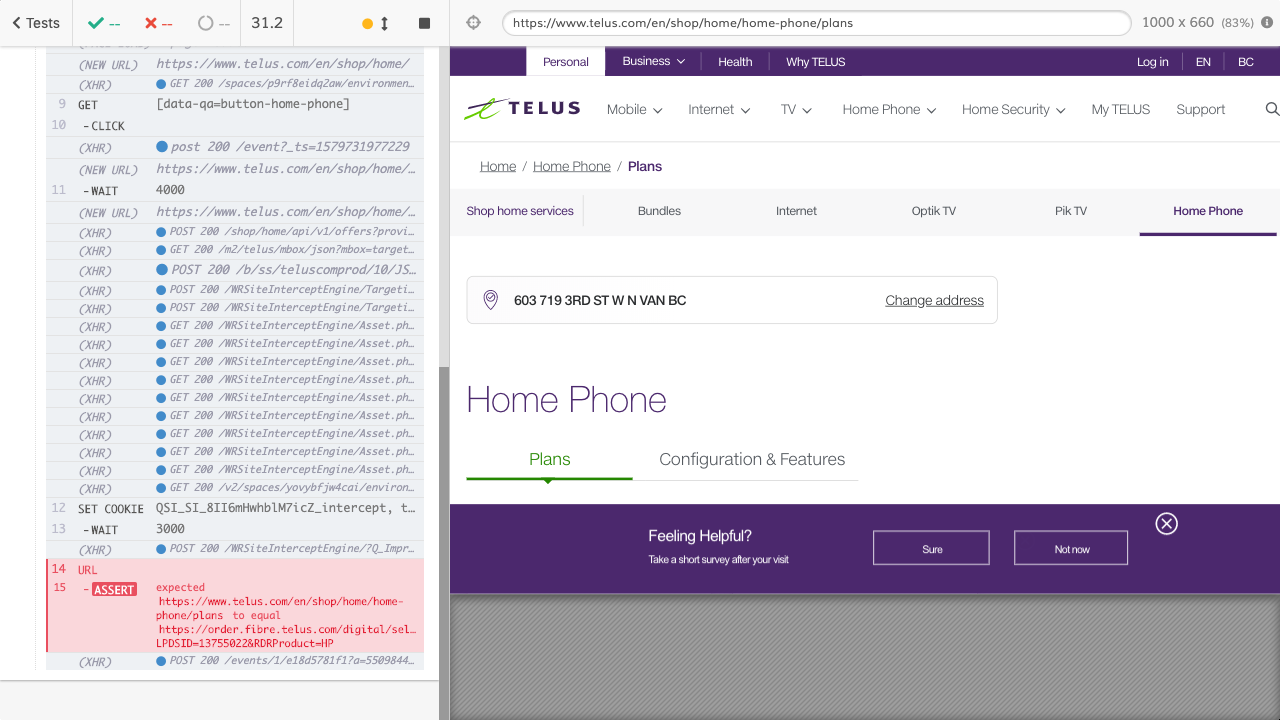 Tests
--
--
--
31.2
(NEW URL) https://www.telus.com/en/shop/home/
(XHR) GET 200 /spaces/p9rf8eidq2aw/environmen...
9 GET [data-qa=button-home-phone]
10 -CLICK
(XHR) post 200 /event?_ts=1579731977229
(NEW URL) https://www.telus.com/en/shop/home/...
11 -WAIT 4000
(NEW URL) https://www.telus.com/en/shop/home/...
(XHR) POST 200 /shop/home/api/v1/offers?provi...
(XHR) GET 200 /m2/telus/mbox/json?mbox=target...
(XHR) POST 200 /b/ss/teluscomprod/10/JS...
(XHR) POST 200 /WRSiteInterceptEngine/Targeti...
(XHR) POST 200 /WRSiteInterceptEngine/Targeti...
(XHR) GET 200 /WRSiteInterceptEngine/Asset.ph...
(XHR) GET 200 /WRSiteInterceptEngine/Asset.ph...
(XHR) GET 200 /WRSiteInterceptEngine/Asset.ph...
(XHR) GET 200 /WRSiteInterceptEngine/Asset.ph...
(XHR) GET 200 /WRSiteInterceptEngine/Asset.ph...
(XHR) GET 200 /WRSiteInterceptEngine/Asset.ph...
(XHR) GET 200 /WRSiteInterceptEngine/Asset.ph...
(XHR) GET 200 /WRSiteInterceptEngine/Asset.ph...
(XHR) GET 200 /WRSiteInterceptEngine/Asset.ph...
(XHR) GET 200 /v2/spaces/yovybfjw4cai/environ...
12 SET COOKIE QSI_SI_8II6mHwhblM7icZ_intercept, t...
13 -WAIT 3000
(XHR) POST 200 /WRSiteInterceptEngine/?Q_Impr...
14 URL
15 -ASSERT expected
https://www.telus.com/en/shop/home/home-
phone/plans to equal
https://order.fibre.telus.com/digital/sel...
LPDSID=13755022&RDRProduct=HP
(XHR) POST 200 /events/1/e18d5781f1?a=5509844...
https://www.telus.com/en/shop/home/home-phone/plans
1000 x 660 (83%)
Personal Business Health Why TELUS Log in EN BC
TELUS Mobile Internet TV Home Phone Home Security My TELUS Support
Home / Home Phone / Plans
Shop home services Bundles Internet Optik TV Pik TV Home Phone
603 719 3RD ST W N VAN BC Change address
Home Phone
Plans Configuration & Features
Feeling Helpful?
Take a short survey after your visit
Sure
Not now